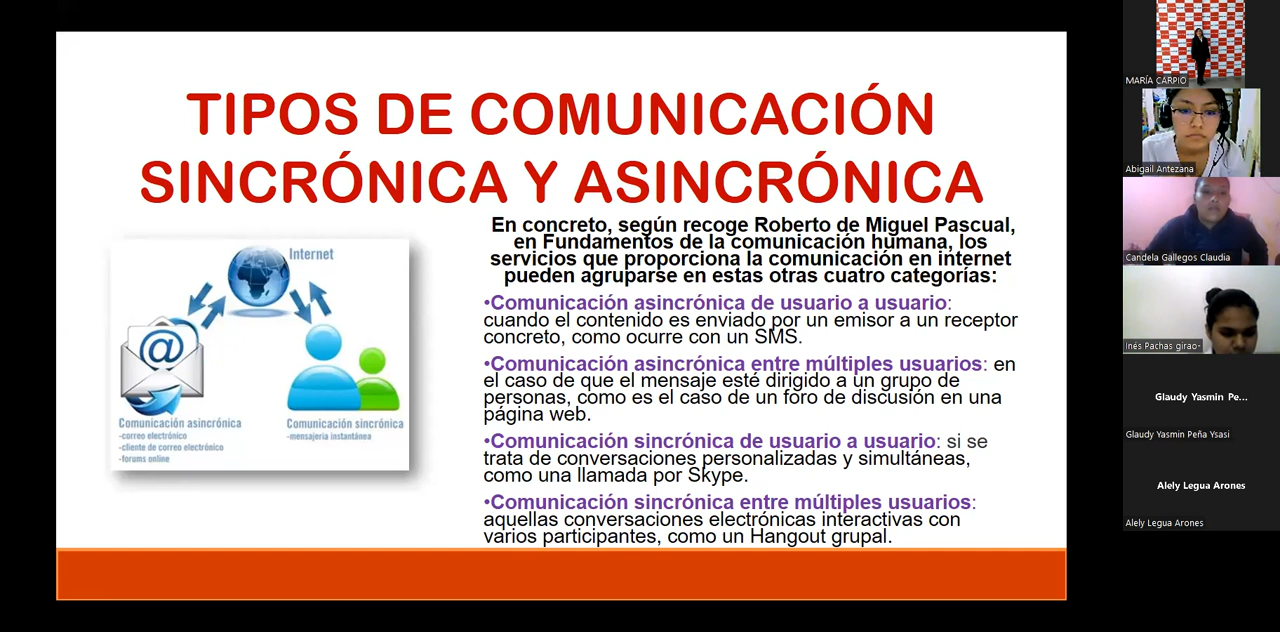 TIPOS DE COMUNICACIÓN
SINCRÓNICA Y ASINCRÓNICA
En concreto, según recoge Roberto de Miguel Pascual,
en Fundamentos de la comunicación humana, los
servicios que proporciona la comunicación en internet
pueden agruparse en estas otras cuatro categorías:
•Comunicación asincrónica de usuario a usuario:
cuando el contenido es enviado por un emisor a un receptor
concreto, como ocurre con un SMS.
•Comunicación asincrónica entre múltiples usuarios: en
el caso de que el mensaje esté dirigido a un grupo de
personas, como es el caso de un foro de discusión en una
página web.
•Comunicación sincrónica de usuario a usuario: si se
trata de conversaciones personalizadas y simultáneas,
como una llamada por Skype.
•Comunicación sincrónica entre múltiples usuarios:
aquellas conversaciones electrónicas interactivas con
varios participantes, como un Hangout grupal.
Internet
@
Comunicación asincrónica
-correo electrónico
-cliente de correo electrónico
-forums online
Comunicación sincrónica
-mensajeria instantánea
MARÍA CARPIO
Abigail Antezana
Candela Gallegos Claudia
Inés Pachas girao
Glaudy Yasmin Pe...
Glaudy Yasmin Peña Ysasi
Alely Legua Arones
Alely Legua Arones